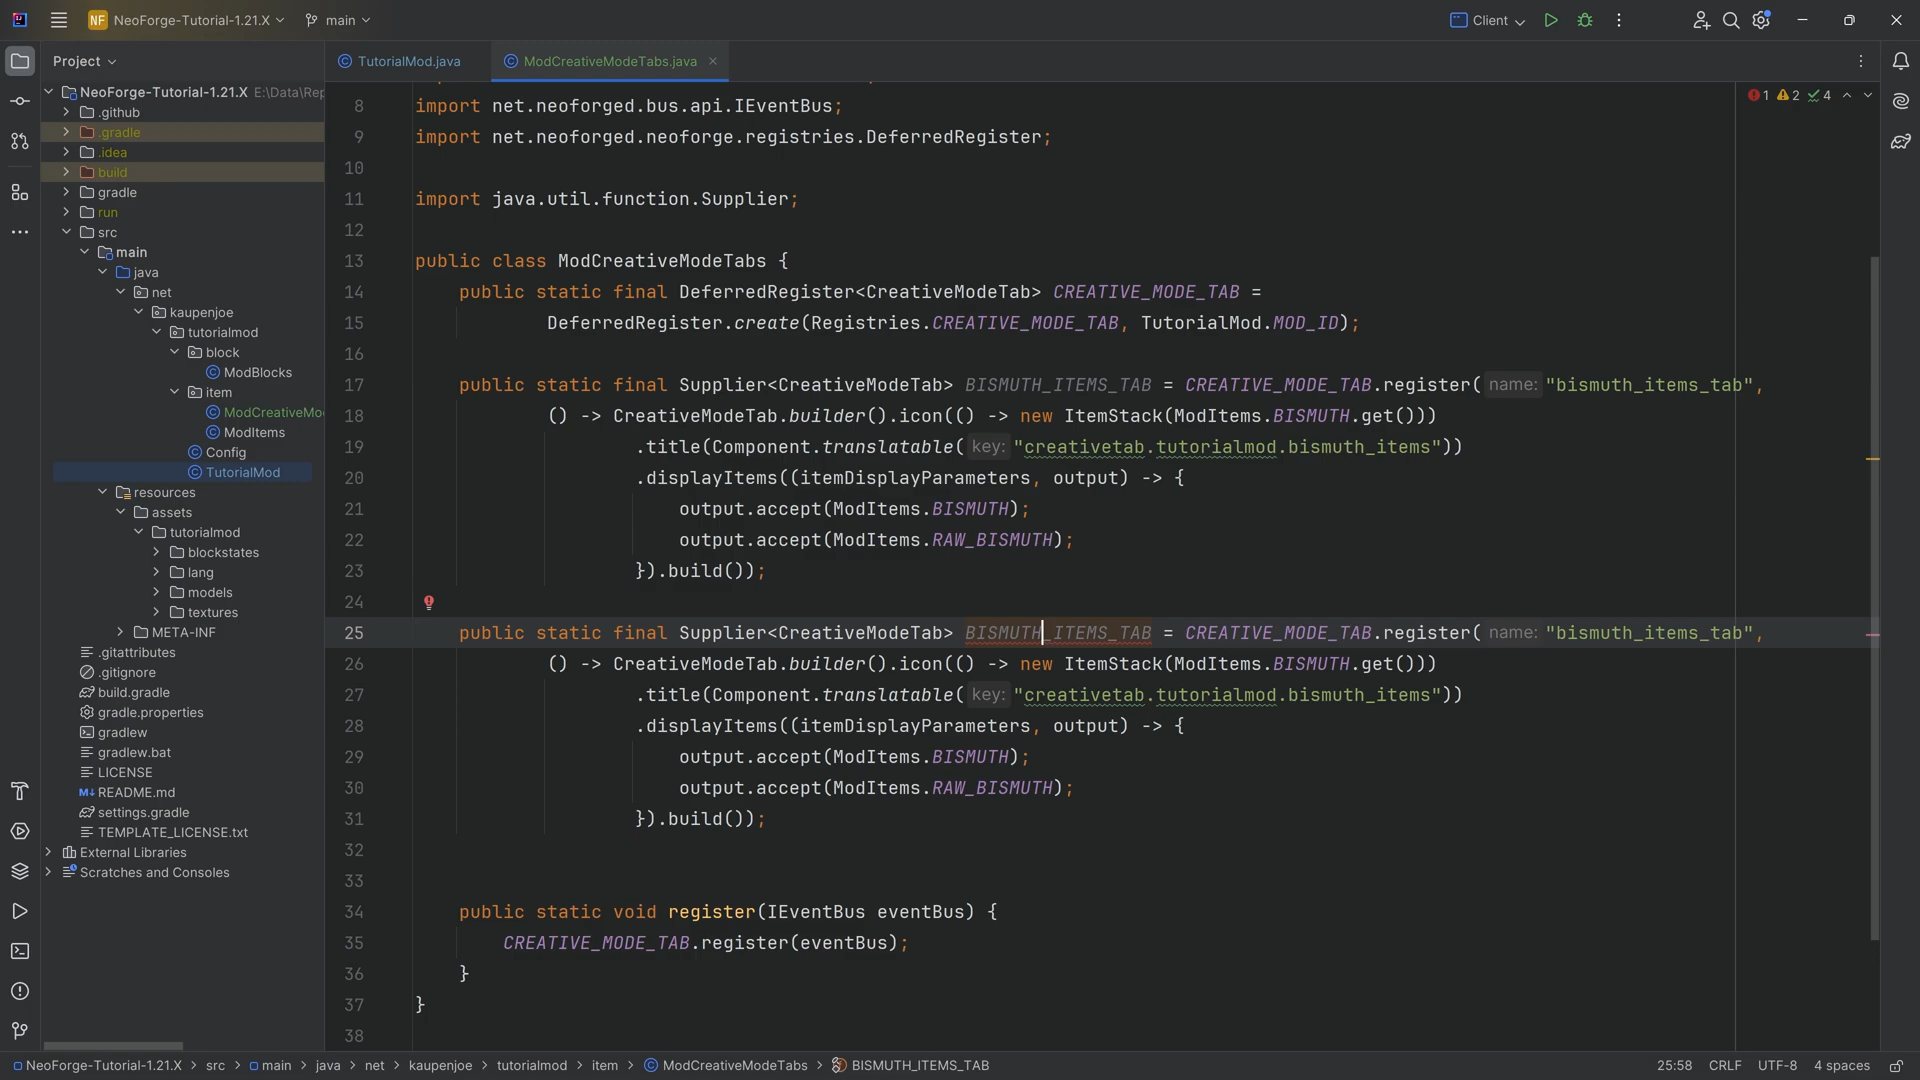 NF NeoForge-Tutorial-1.21.X main Client
Project
TutorialMod.java ModCreativeModeTabs.java
NeoForge-Tutorial-1.21.X E:\Data\Rep
.github
.gradle
.idea
build
gradle
run
src
main
java
net
kaupenjoe
tutorialmod
block
ModBlocks
item
ModCreativeMo
ModItems
Config
TutorialMod
resources
assets
tutorialmod
blockstates
lang
models
textures
META-INF
.gitattributes
.gitignore
build.gradle
gradle.properties
gradlew
gradlew.bat
LICENSE
M↓ README.md
settings.gradle
TEMPLATE_LICENSE.txt
External Libraries
Scratches and Consoles
1 2 4
8 import net.neoforged.bus.api.IEventBus;
9 import net.neoforged.neoforge.registries.DeferredRegister;
10
11 import java.util.function.Supplier;
12
13 public class ModCreativeModeTabs {
14 public static final DeferredRegister<CreativeModeTab> CREATIVE_MODE_TAB =
15 DeferredRegister.create(Registries.CREATIVE_MODE_TAB, TutorialMod.MOD_ID);
16
17 public static final Supplier<CreativeModeTab> BISMUTH_ITEMS_TAB = CREATIVE_MODE_TAB.register( name: "bismuth_items_tab",
18 () -> CreativeModeTab.builder().icon(() -> new ItemStack(ModItems.BISMUTH.get()))
19 .title(Component.translatable( key: "creativetab.tutorialmod.bismuth_items"))
20 .displayItems((itemDisplayParameters, output) -> {
21 output.accept(ModItems.BISMUTH);
22 output.accept(ModItems.RAW_BISMUTH);
23 }).build());
24
25 public static final Supplier<CreativeModeTab> BISMUTH_ITEMS_TAB = CREATIVE_MODE_TAB.register( name: "bismuth_items_tab",
26 () -> CreativeModeTab.builder().icon(() -> new ItemStack(ModItems.BISMUTH.get()))
27 .title(Component.translatable( key: "creativetab.tutorialmod.bismuth_items"))
28 .displayItems((itemDisplayParameters, output) -> {
29 output.accept(ModItems.BISMUTH);
30 output.accept(ModItems.RAW_BISMUTH);
31 }).build());
32
33
34 public static void register(IEventBus eventBus) {
35 CREATIVE_MODE_TAB.register(eventBus);
36 }
37 }
38
NeoForge-Tutorial-1.21.X > src > main > java > net > kaupenjoe > tutorialmod > item > ModCreativeModeTabs > BISMUTH_ITEMS_TAB 25:58 CRLF UTF-8 4 spaces